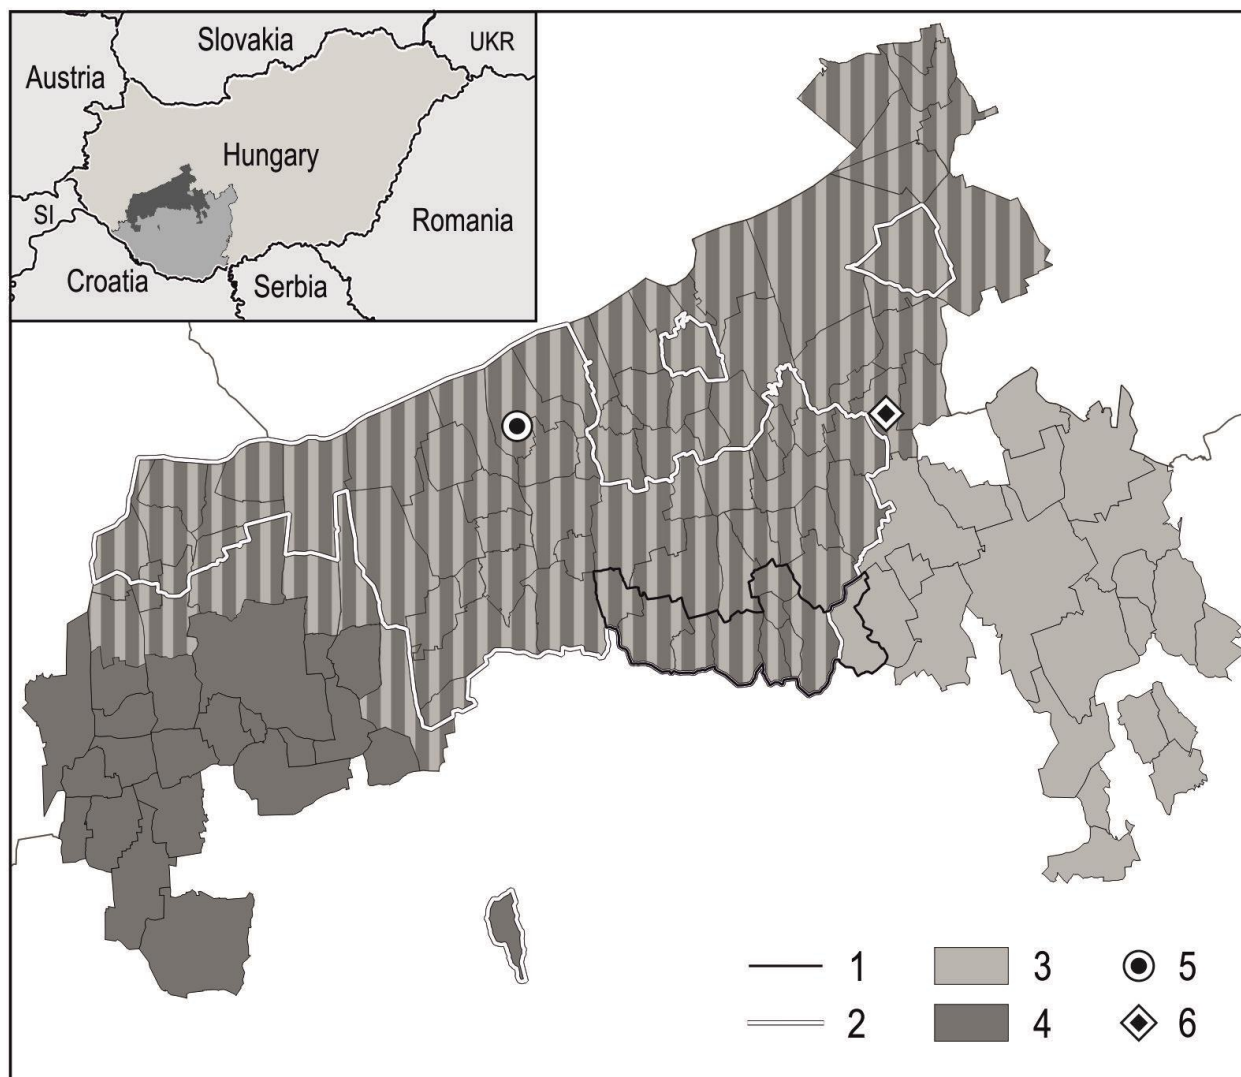 Slovakia
UKR
Austria
Hungary
SI
Romania
Croatia
Serbia
1 3 5
2 4 6